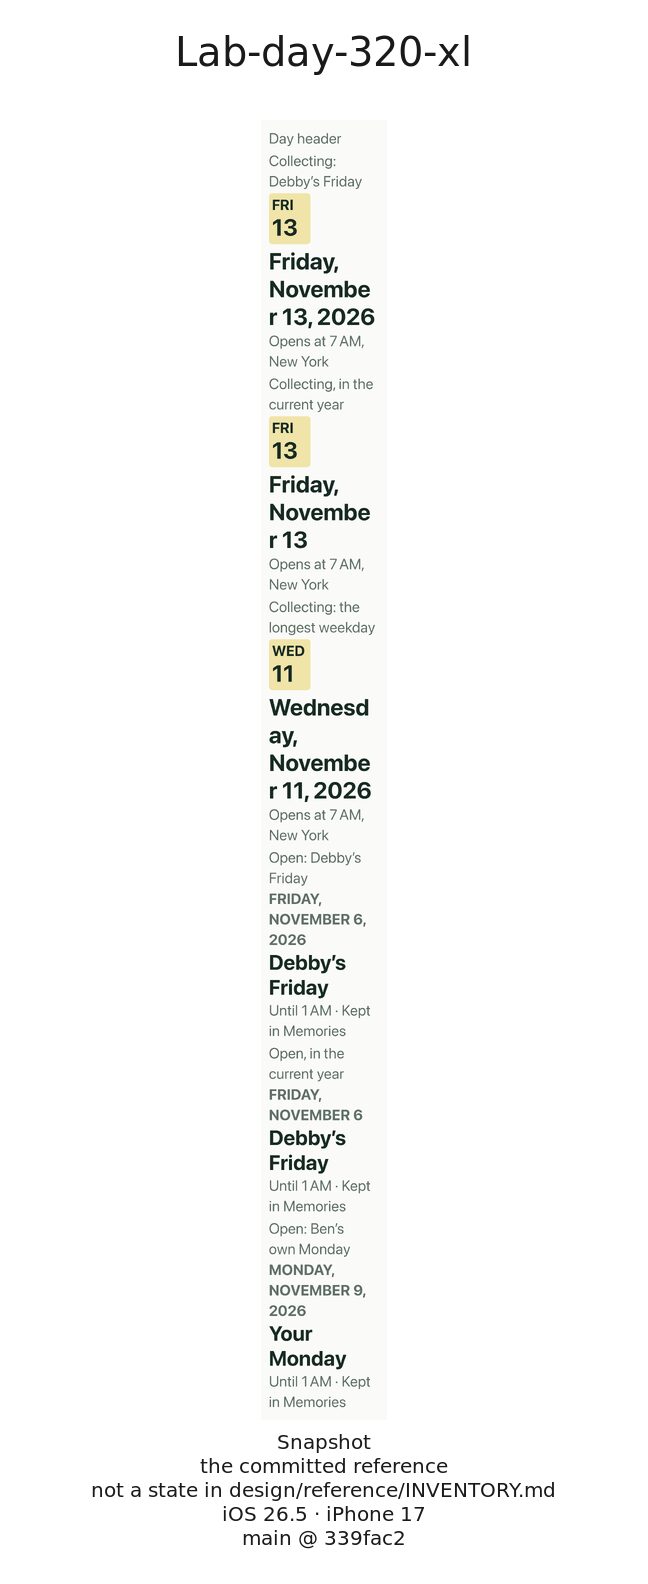 Lab-day-320-xl
Day header
Collecting:
Debby's Friday
FRI
13
Friday,
Novembe
r 13, 2026
Opens at 7 AM,
New York
Collecting, in the
current year
FRI
13
Friday,
Novembe
r 13
Opens at 7 AM,
New York
Collecting: the
longest weekday
WED
11
Wednesd
ay,
Novembe
r 11, 2026
Opens at 7 AM,
New York
Open: Debby's
Friday
FRIDAY,
NOVEMBER 6,
2026
Debby's
Friday
Until 1 AM · Kept
in Memories
Open, in the
current year
FRIDAY,
NOVEMBER 6
Debby's
Friday
Until 1 AM · Kept
in Memories
Open: Ben's
own Monday
MONDAY,
NOVEMBER 9,
2026
Your
Monday
Until 1 AM · Kept
in Memories
Snapshot
the committed reference
not a state in design/reference/INVENTORY.md
iOS 26.5 · iPhone 17
main @ 339fac2